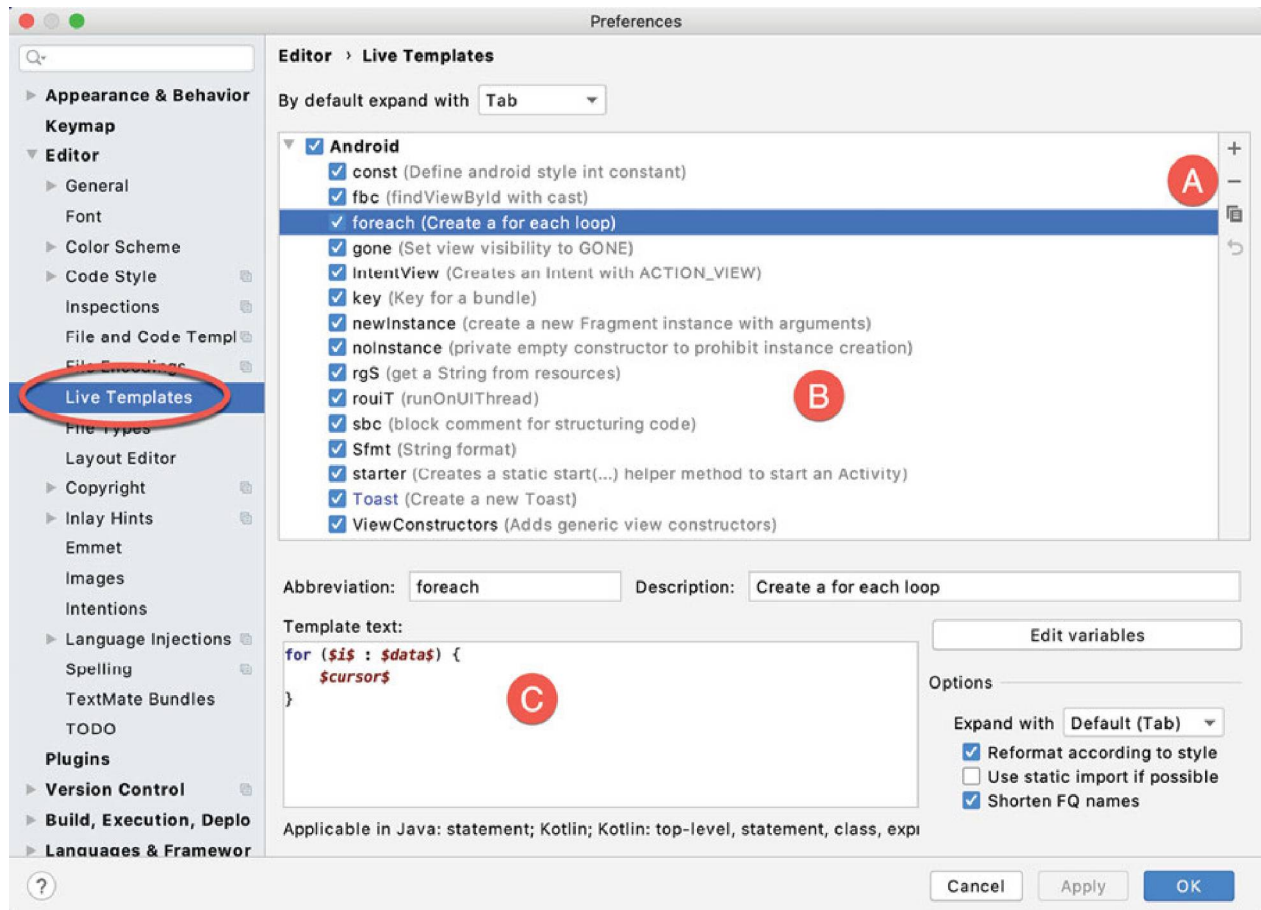 Preferences
Editor › Live Templates
By default expand with Tab
Appearance & Behavior
Keymap
Editor
General
Font
Color Scheme
Code Style
Inspections
File and Code Templ
File Encodings
Live Templates
File Types
Layout Editor
Copyright
Inlay Hints
Emmet
Images
Intentions
Language Injections
Spelling
TextMate Bundles
TODO
Plugins
Version Control
Build, Execution, Deplo
Languages & Framewor
Android
const (Define android style int constant)
fbc (findViewById with cast)
foreach (Create a for each loop)
gone (Set view visibility to GONE)
IntentView (Creates an Intent with ACTION_VIEW)
key (Key for a bundle)
newInstance (create a new Fragment instance with arguments)
noInstance (private empty constructor to prohibit instance creation)
rgS (get a String from resources)
rouiT (runOnUIThread)
sbc (block comment for structuring code)
Sfmt (String format)
starter (Creates a static start(...) helper method to start an Activity)
Toast (Create a new Toast)
ViewConstructors (Adds generic view constructors)
A
B
Abbreviation: foreach Description: Create a for each loop
Template text:
for ($i$ : $data$) {
$cursor$
}
C
Edit variables
Options
Expand with Default (Tab)
Reformat according to style
Use static import if possible
Shorten FQ names
Applicable in Java: statement; Kotlin; Kotlin: top-level, statement, class, expr
? Cancel Apply OK